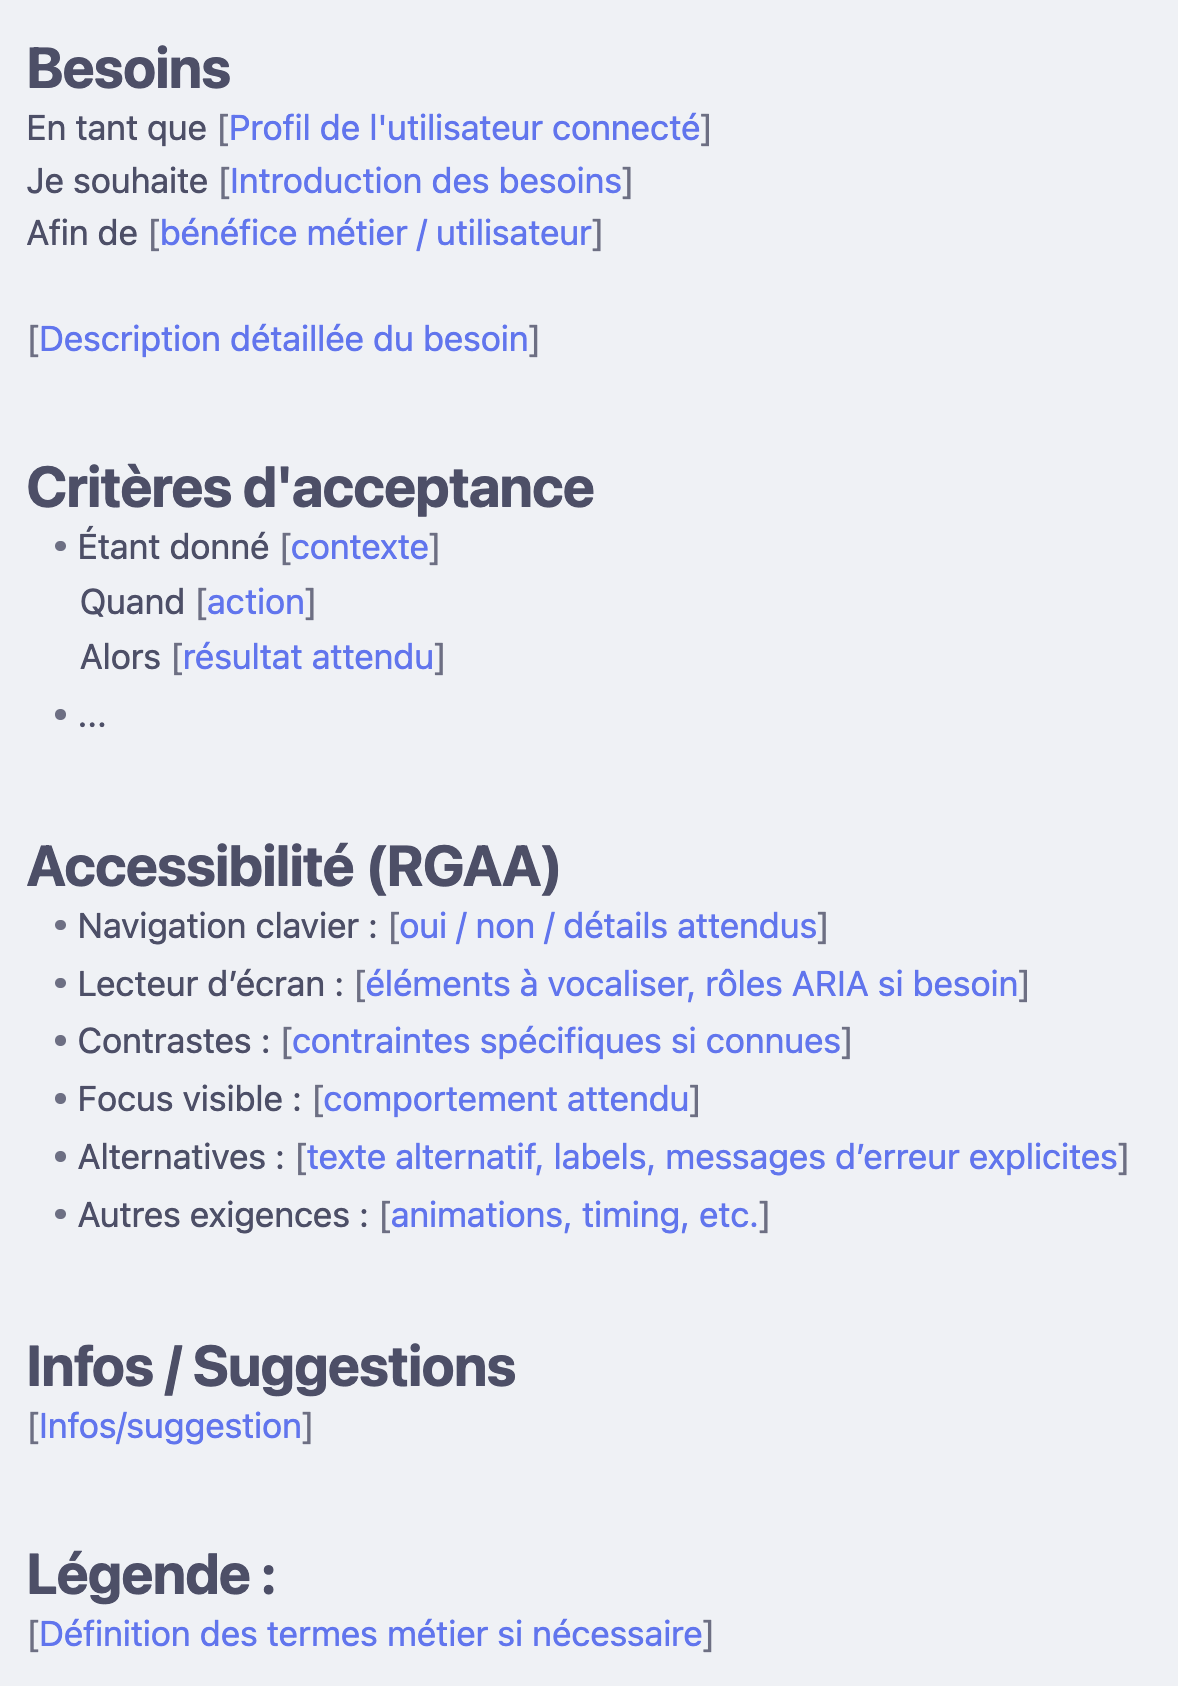 Besoins
En tant que [Profil de l'utilisateur connecté]
Je souhaite [Introduction des besoins]
Afin de [bénéfice métier / utilisateur]
[Description détaillée du besoin]
Critères d'acceptance
• Étant donné [contexte]
Quand [action]
Alors [résultat attendu]
• ...
Accessibilité (RGAA)
• Navigation clavier : [oui / non / détails attendus]
• Lecteur d’écran : [éléments à vocaliser, rôles ARIA si besoin]
• Contrastes : [contraintes spécifiques si connues]
• Focus visible : [comportement attendu]
• Alternatives : [texte alternatif, labels, messages d’erreur explicites]
• Autres exigences : [animations, timing, etc.]
Infos / Suggestions
[Infos/suggestion]
Légende :
[Définition des termes métier si nécessaire]